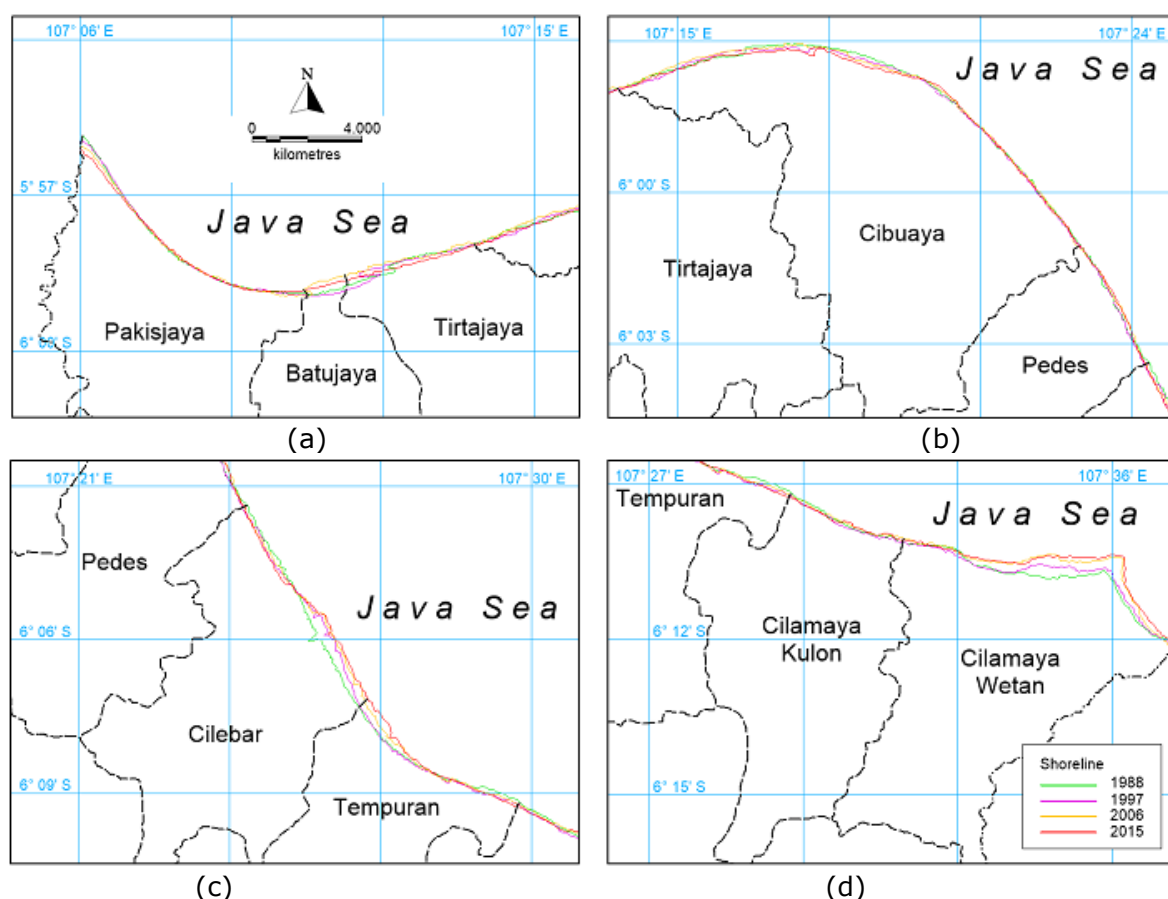 107° 06' E
107° 15' E
N
0
4.000
kilometres
5° 57' S
Java Sea
Pakisjaya
Tirtajaya
Batujaya
(a)
107° 15' E
107° 24' E
Java Sea
6° 00' S
Cibuaya
Tirtajaya
6° 03' S
Pedes
(b)
107° 21' E
107° 30' E
Pedes
Java Sea
6° 06' S
Cilebar
6° 09' S
Tempuran
(c)
107° 27' E
107° 36' E
Tempuran
Java Sea
6° 12' S
Cilamaya
Kulon
Cilamaya
Wetan
Shoreline
1988
1997
2006
2015
6° 15' S
(d)